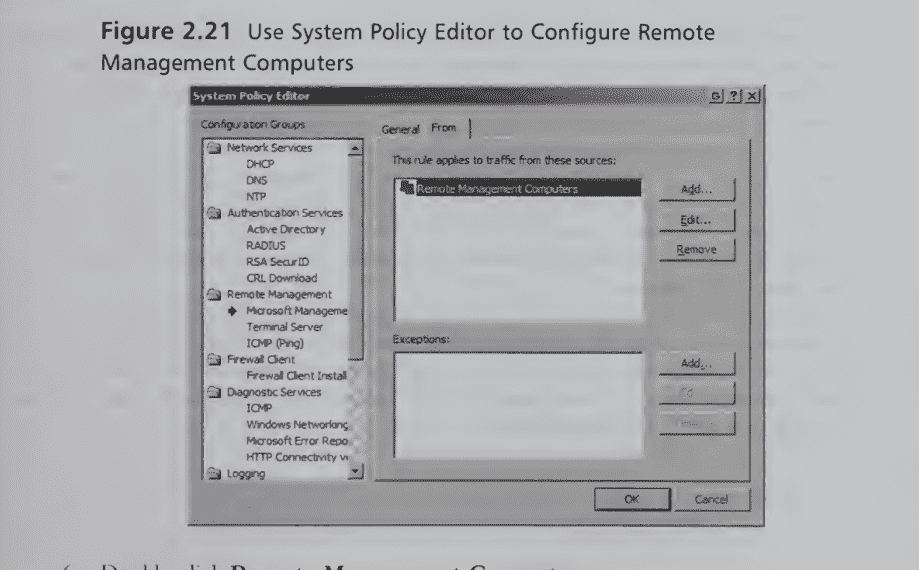 Figure 2.21 Use System Policy Editor to Configure Remote
Management Computers
System Policy Editor
Configuration Groups
Network Services
DHCP
DNS
NTP
Authentication Services
Active Directory
RADIUS
RSA SecurID
CRL Download
Remote Management
Microsoft Manageme
Terminal Server
ICMP (Ping)
Firewall Client
Firewall Client Instal
Diagnostic Services
ICMP
Windows Networking
Microsoft Error Repo
HTTP Connectivity v
Logging
General From
This rule applies to traffic from these sources:
Remote Management Computers
Add...
Edit...
Remove
Exceptions:
Add...
OK Cancel